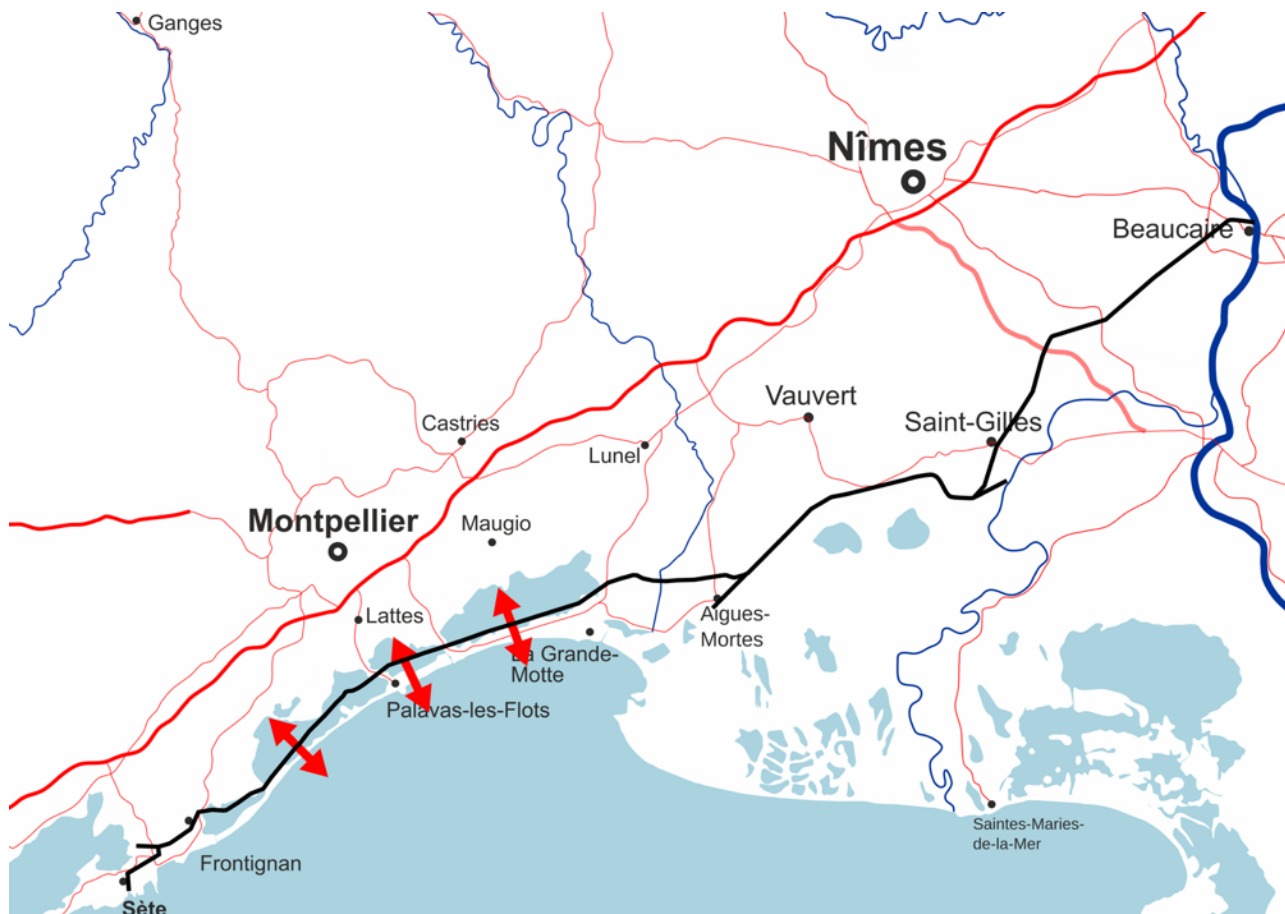 Ganges
Nîmes
Beaucaire
Vauvert
Castries
Saint-Gilles
Lunel
Montpellier
Maugio
Lattes
Aigues-
Mortes
La Grande-
Motte
Palavas-les-Flots
Saintes-Maries-
de-la-Mer
Frontignan
Sète